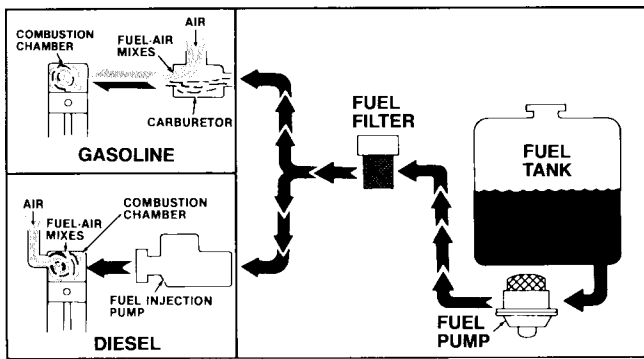 COMBUSTION
CHAMBER
FUEL-AIR
MIXES
AIR
CARBURETOR
GASOLINE
AIR
FUEL-AIR
MIXES
COMBUSTION
CHAMBER
FUEL INJECTION
PUMP
DIESEL
FUEL
FILTER
FUEL
TANK
FUEL
PUMP